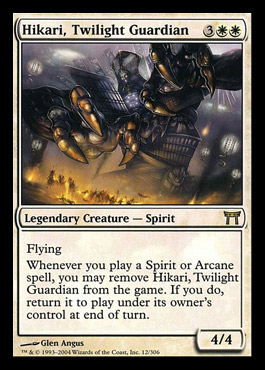 Hikari, Twilight Guardian 3
Legendary Creature — Spirit
Flying
Whenever you play a Spirit or Arcane
spell, you may remove Hikari, Twilight
Guardian from the game. If you do,
return it to play under its owner's
control at end of turn.
Glen Angus
™ & © 1993–2004 Wizards of the Coast, Inc. 12/306
4/4